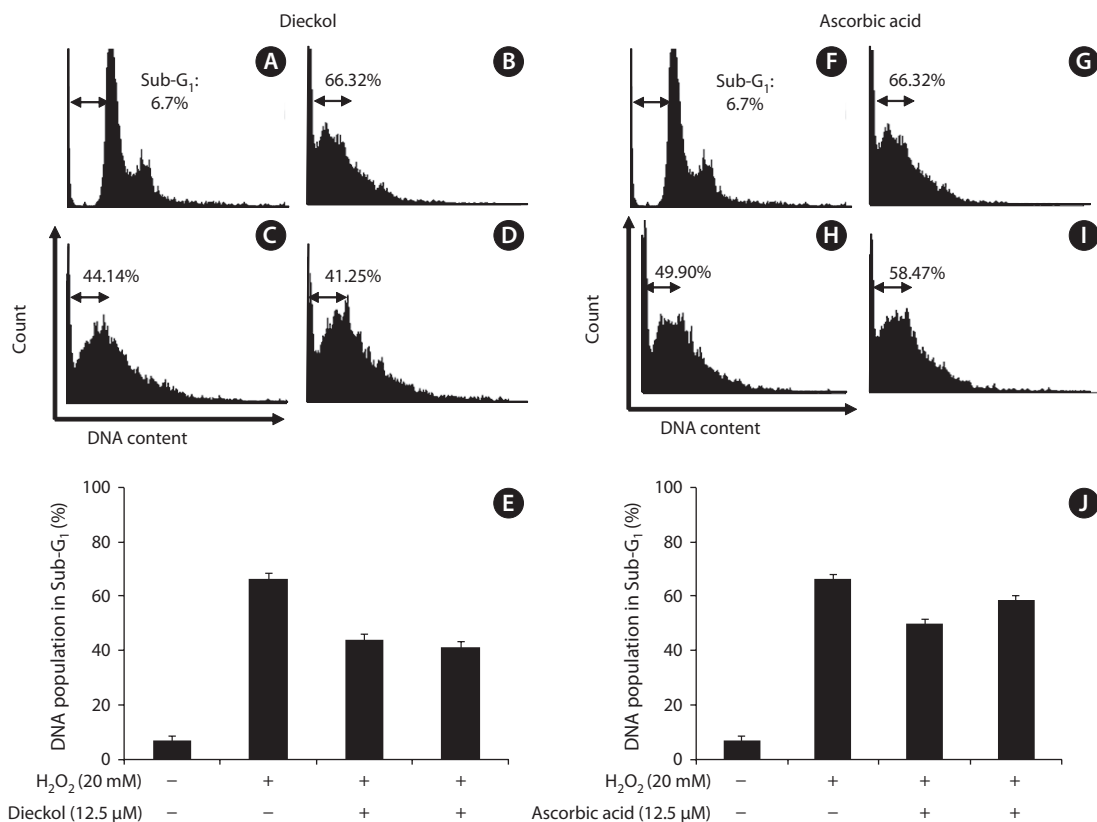 Dieckol
A
Sub-G₁:
6.7%
B
66.32%
C
44.14%
D
41.25%
Count
DNA content
Ascorbic acid
F
Sub-G₁:
6.7%
G
66.32%
H
49.90%
I
58.47%
Count
DNA content
E
DNA population in Sub-G₁ (%)
100
80
60
40
20
0
H₂O₂ (20 mM) − + + +
Dieckol (12.5 μM) − − + +
J
DNA population in Sub-G₁ (%)
100
80
60
40
20
0
H₂O₂ (20 mM) − + + +
Ascorbic acid (12.5 μM) − − + +